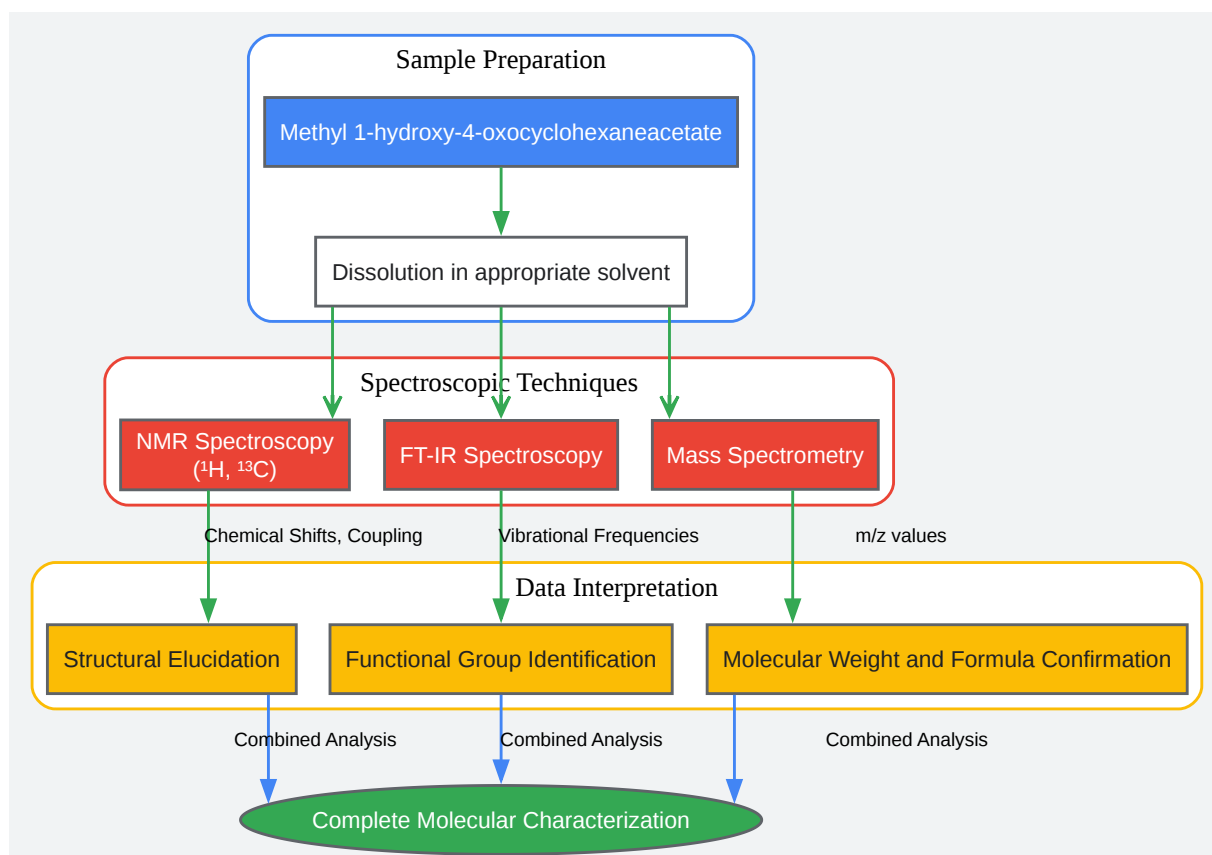 Sample Preparation
Methyl 1-hydroxy-4-oxocyclohexaneacetate
Dissolution in appropriate solvent
Spectroscopic Techniques
NMR Spectroscopy
(¹H, ¹³C)
FT-IR Spectroscopy
Mass Spectrometry
Chemical Shifts, Coupling
Vibrational Frequencies
m/z values
Data Interpretation
Structural Elucidation
Functional Group Identification
Molecular Weight and Formula Confirmation
Combined Analysis
Combined Analysis
Combined Analysis
Complete Molecular Characterization